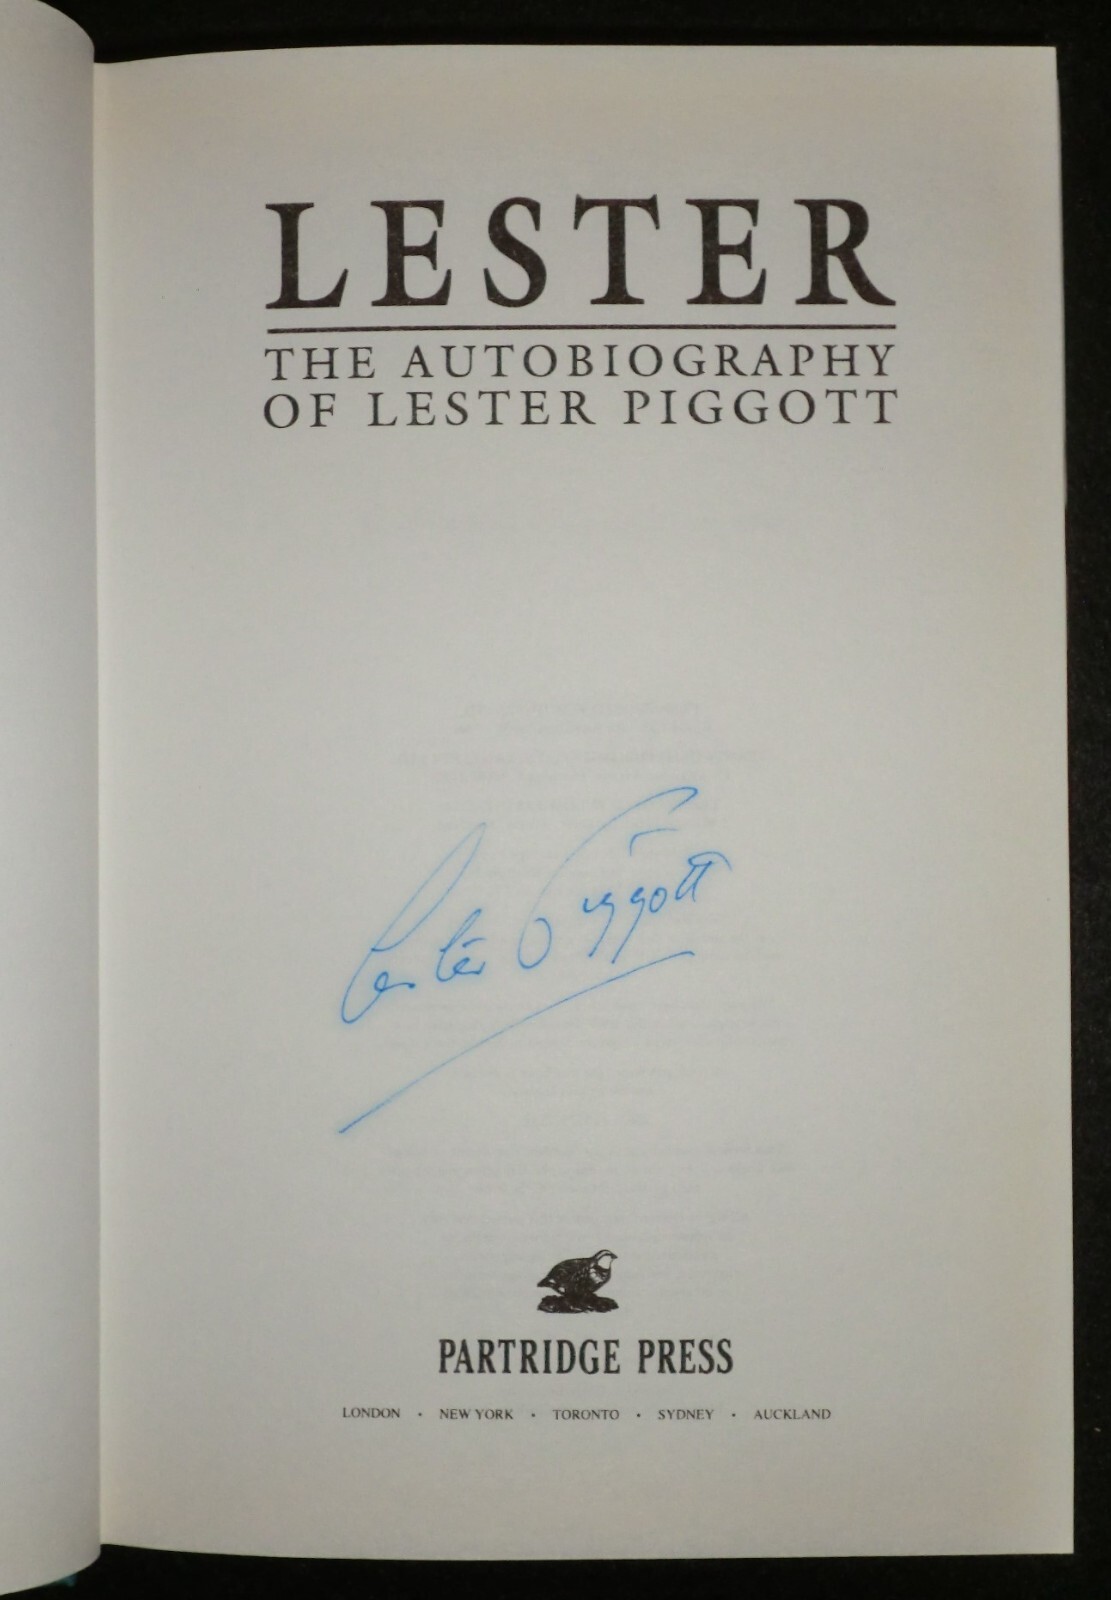 LESTER
THE AUTOBIOGRAPHY
OF LESTER PIGGOTT
Lester Piggott
PARTRIDGE PRESS
LONDON · NEW YORK · TORONTO · SYDNEY · AUCKLAND